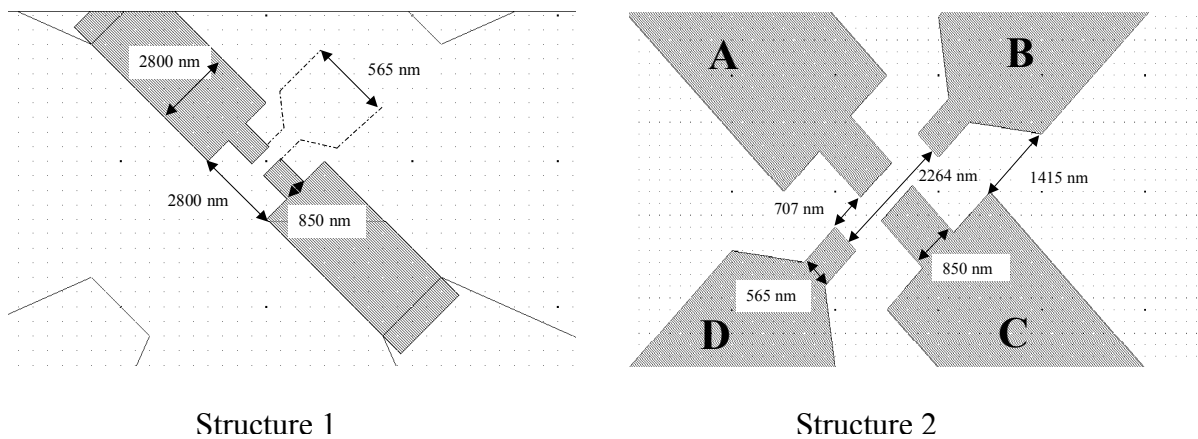 2800 nm
565 nm
2800 nm
850 nm
Structure 1
A
B
2264 nm
1415 nm
707 nm
850 nm
565 nm
D
C
Structure 2